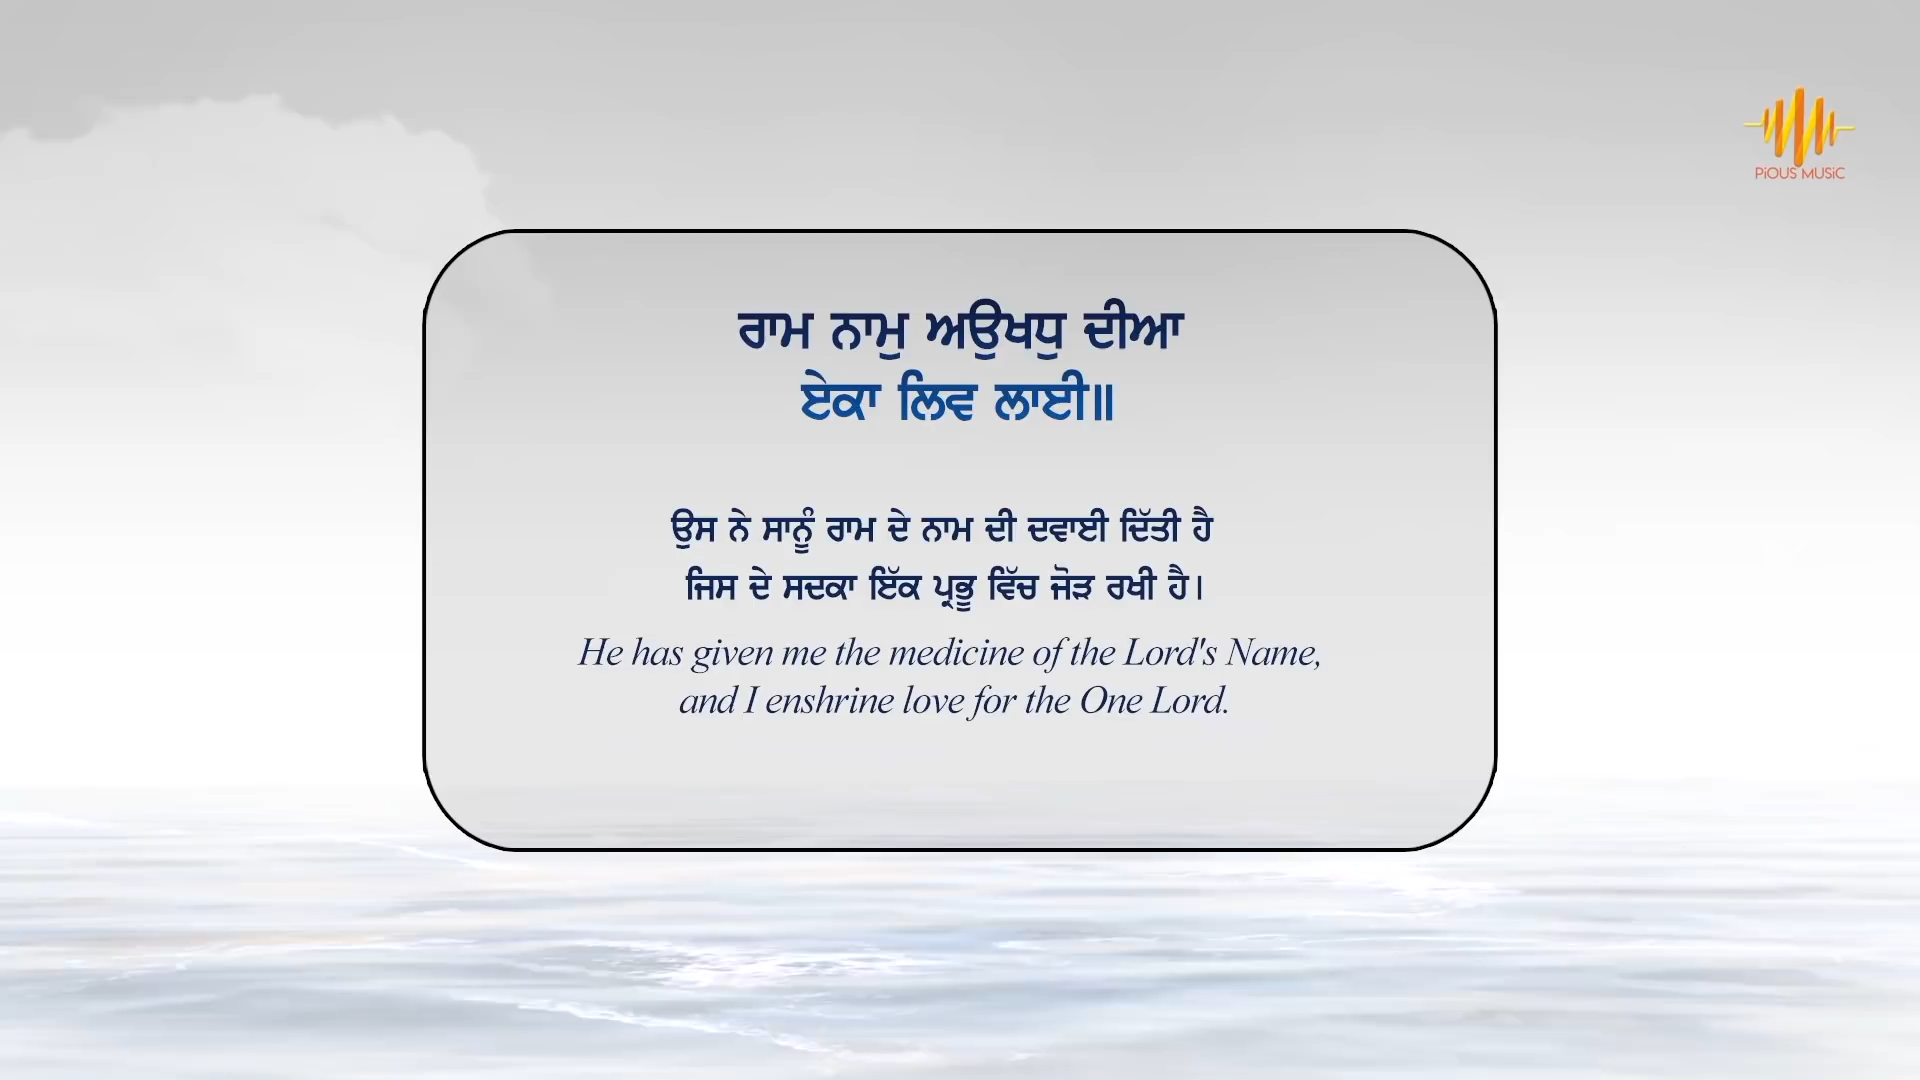 PiOUS MUSiC
ਰਾਮ ਨਾਮੁ ਅਉਖਧੁ ਦੀਆ
ਏਕਾ ਲਿਵ ਲਾਈ॥
ਉਸ ਨੇ ਸਾਨੂੰ ਰਾਮ ਦੇ ਨਾਮ ਦੀ ਦਵਾਈ ਦਿੱਤੀ ਹੈ
ਜਿਸ ਦੇ ਸਦਕਾ ਇੱਕ ਪ੍ਰਭੂ ਵਿੱਚ ਜੋੜ ਰਖੀ ਹੈ।
He has given me the medicine of the Lord's Name,
and I enshrine love for the One Lord.